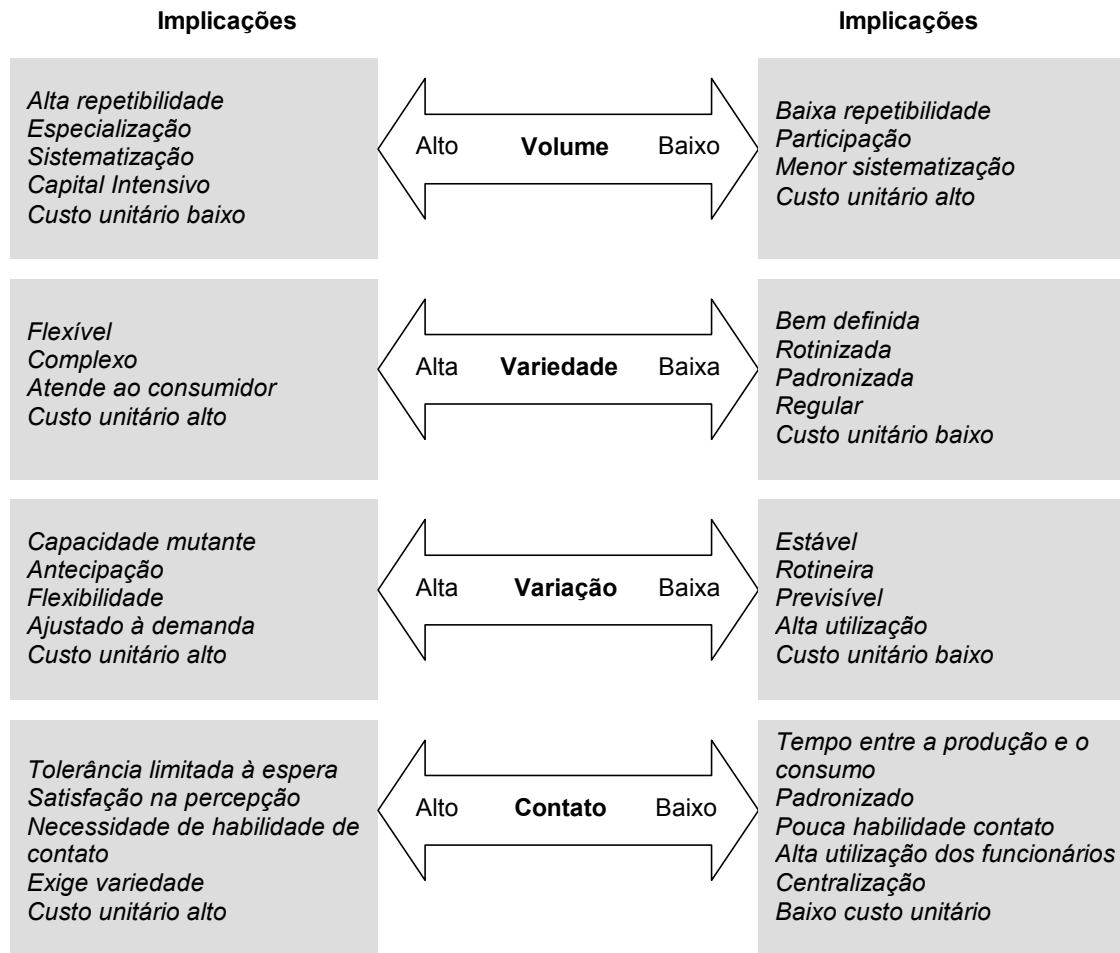 Implicações
Implicações
Alta repetibilidade
Especialização
Sistematização
Capital Intensivo
Custo unitário baixo
Alto Volume Baixo
Baixa repetibilidade
Participação
Menor sistematização
Custo unitário alto
Flexível
Complexo
Atende ao consumidor
Custo unitário alto
Alta Variedade Baixa
Bem definida
Rotinizada
Padronizada
Regular
Custo unitário baixo
Capacidade mutante
Antecipação
Flexibilidade
Ajustado à demanda
Custo unitário alto
Alta Variação Baixa
Estável
Rotineira
Previsível
Alta utilização
Custo unitário baixo
Tolerância limitada à espera
Satisfação na percepção
Necessidade de habilidade de
contato
Exige variedade
Custo unitário alto
Alto Contato Baixo
Tempo entre a produção e o
consumo
Padronizado
Pouca habilidade contato
Alta utilização dos funcionários
Centralização
Baixo custo unitário